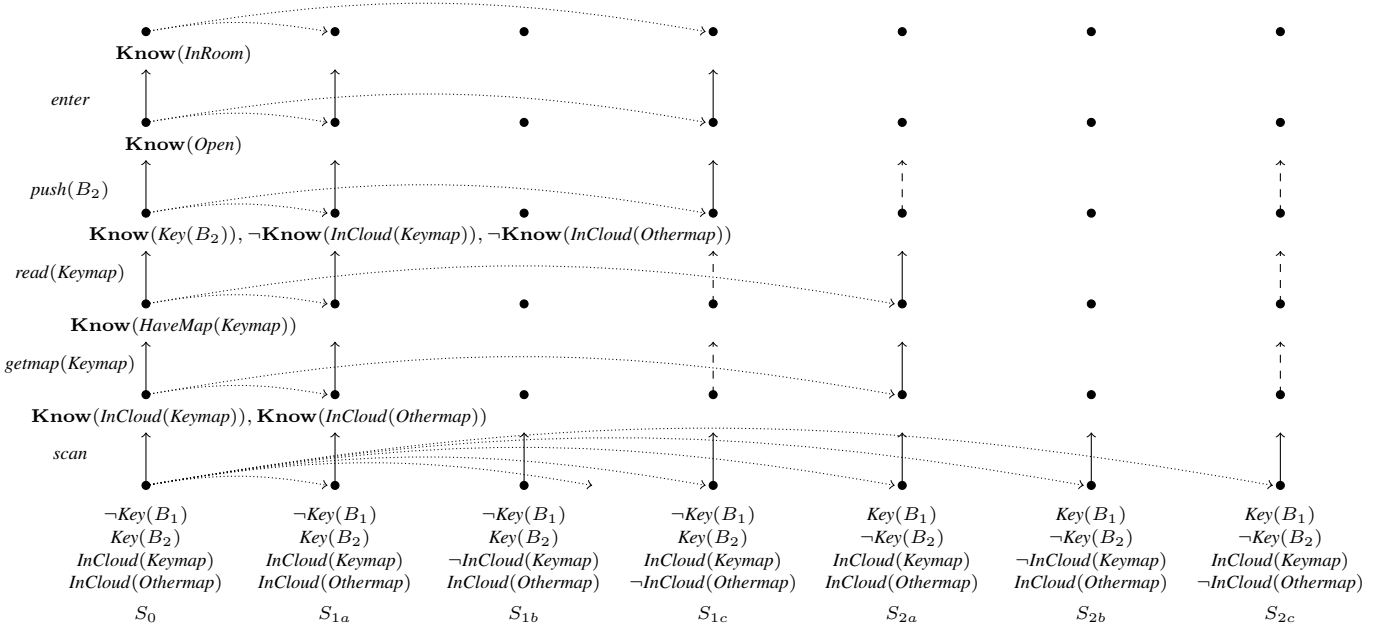 Know(InRoom)
enter
Know(Open)
push(B₂)
Know(Key(B₂)), ¬Know(InCloud(Keymap)), ¬Know(InCloud(Othermap))
read(Keymap)
Know(HaveMap(Keymap))
getmap(Keymap)
Know(InCloud(Keymap)), Know(InCloud(Othermap))
scan
¬Key(B₁) ¬Key(B₁) ¬Key(B₁) ¬Key(B₁) Key(B₁) Key(B₁) Key(B₁)
Key(B₂) Key(B₂) Key(B₂) Key(B₂) ¬Key(B₂) ¬Key(B₂) ¬Key(B₂)
InCloud(Keymap) InCloud(Keymap) ¬InCloud(Keymap) InCloud(Keymap) InCloud(Keymap) ¬InCloud(Keymap) InCloud(Keymap)
InCloud(Othermap) InCloud(Othermap) InCloud(Othermap) ¬InCloud(Othermap) InCloud(Othermap) InCloud(Othermap) ¬InCloud(Othermap)
S₀ S₁ₐ S₁b S₁c S₂ₐ S₂b S₂c